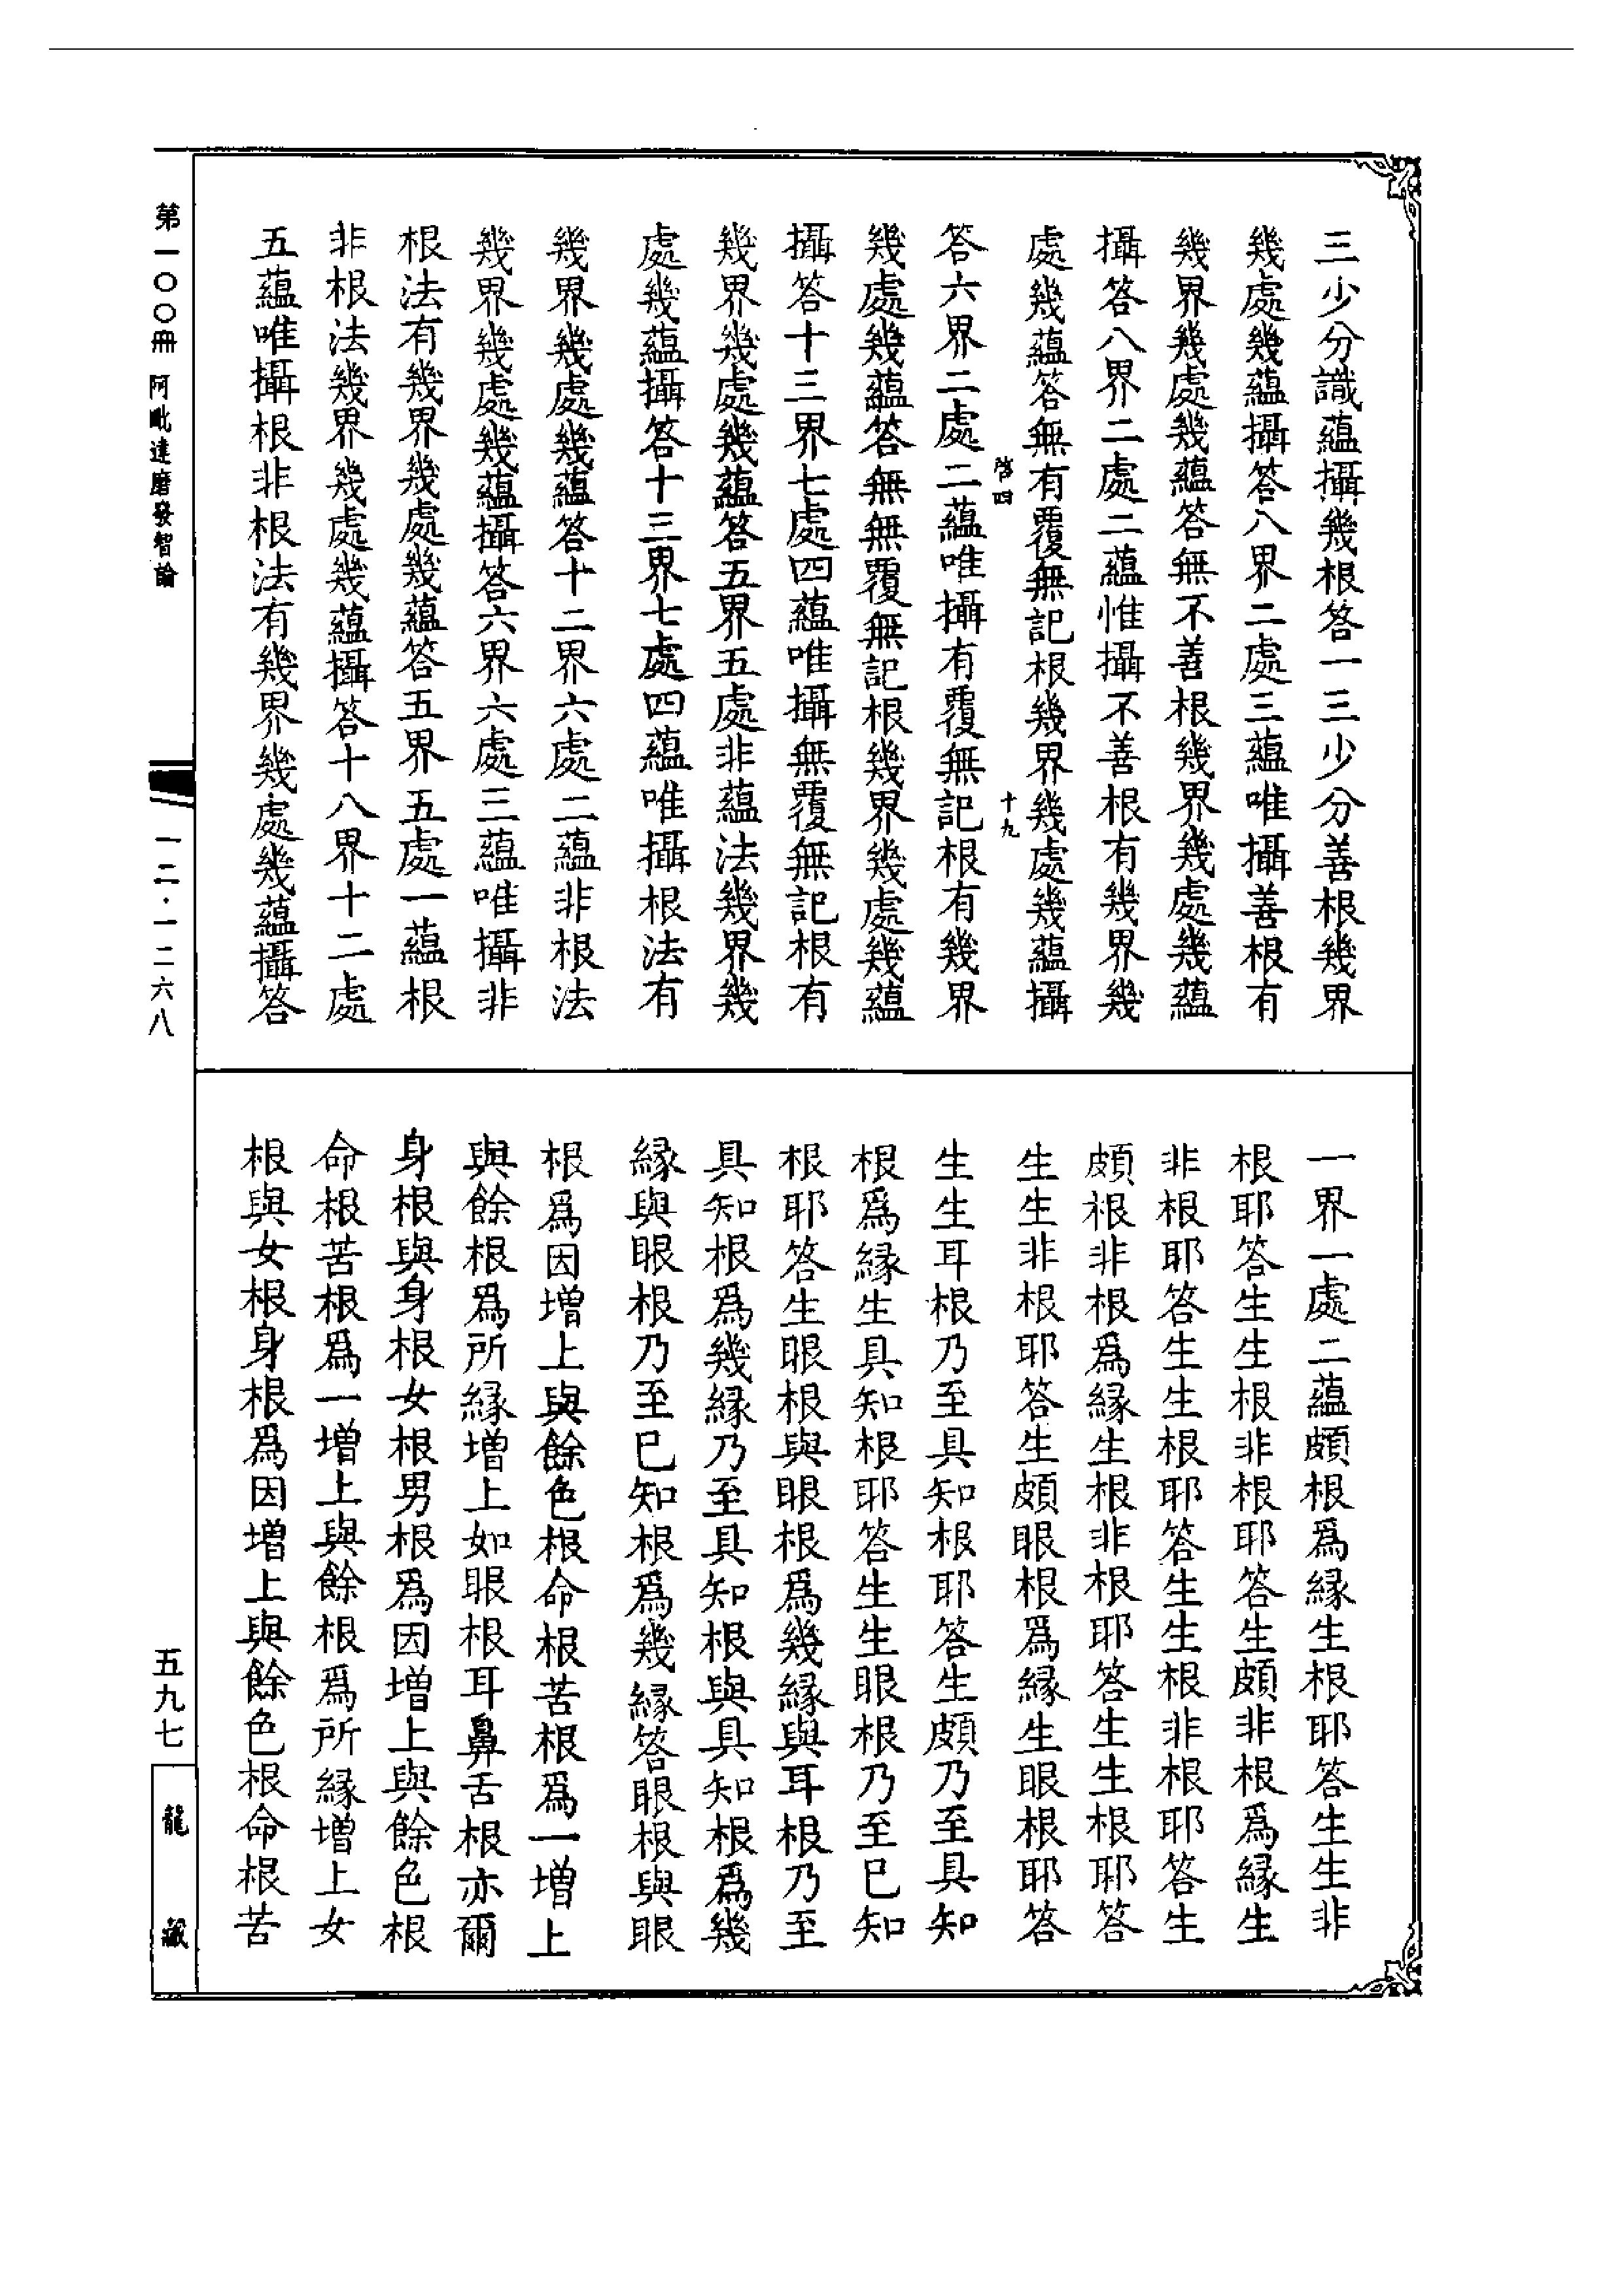 三少分識蘊攝幾根答一三少分善根幾界
幾處幾蘊攝答八界二處三蘊唯攝善根有
幾界幾處幾蘊答無不善根幾界幾處幾蘊
攝答八界二處三蘊惟攝不善根有幾界幾
處幾蘊答無有覆無記根幾界幾處幾蘊攝
啓四 十九
答六界二處二蘊唯攝有覆無記根有幾界
幾處幾蘊答無無覆無記根幾界幾處幾蘊
攝答十三界七處四蘊唯攝無覆無記根有
幾界幾處幾蘊答五界五處非蘊法幾界幾
處幾蘊攝答十三界七處四蘊唯攝根法有
幾界幾處幾蘊答十二界六處二蘊非根法
幾界幾處幾蘊攝答六界六處三蘊唯攝非
根法有幾界幾處幾蘊答五界五處一蘊根
非根法幾界幾處幾蘊攝答十八界十二處
五蘊唯攝根非根法有幾界幾處幾蘊攝答
一界一處二蘊頗根爲緣生根耶答生生非
根耶答生生根非根耶答生頗非根爲緣生
非根耶答生生根耶答生生根非根耶答生
頗根非根爲緣生根非根耶答生生根耶答
生生非根耶答生頗眼根爲緣生眼根耶答
生生耳根乃至具知根耶答生頗乃至具知
根爲緣生具知根耶答生生眼根乃至巳知
根耶答生眼根與眼根爲幾緣與耳根乃至
具知根爲幾緣乃至具知根與具知根爲幾
緣與眼根乃至巳知根爲幾緣答眼根與眼
根爲因增上與餘色根命根苦根爲一增上
與餘根爲所緣增上如眼根耳鼻舌根亦爾
身根與身根女根男根爲因增上與餘色根
命根苦根爲一增上與餘根爲所緣增上女
根與女根身根爲因增上與餘色根命根苦
第一〇〇冊 阿毗達磨發智論
一二·一二六八
五九七
龍藏